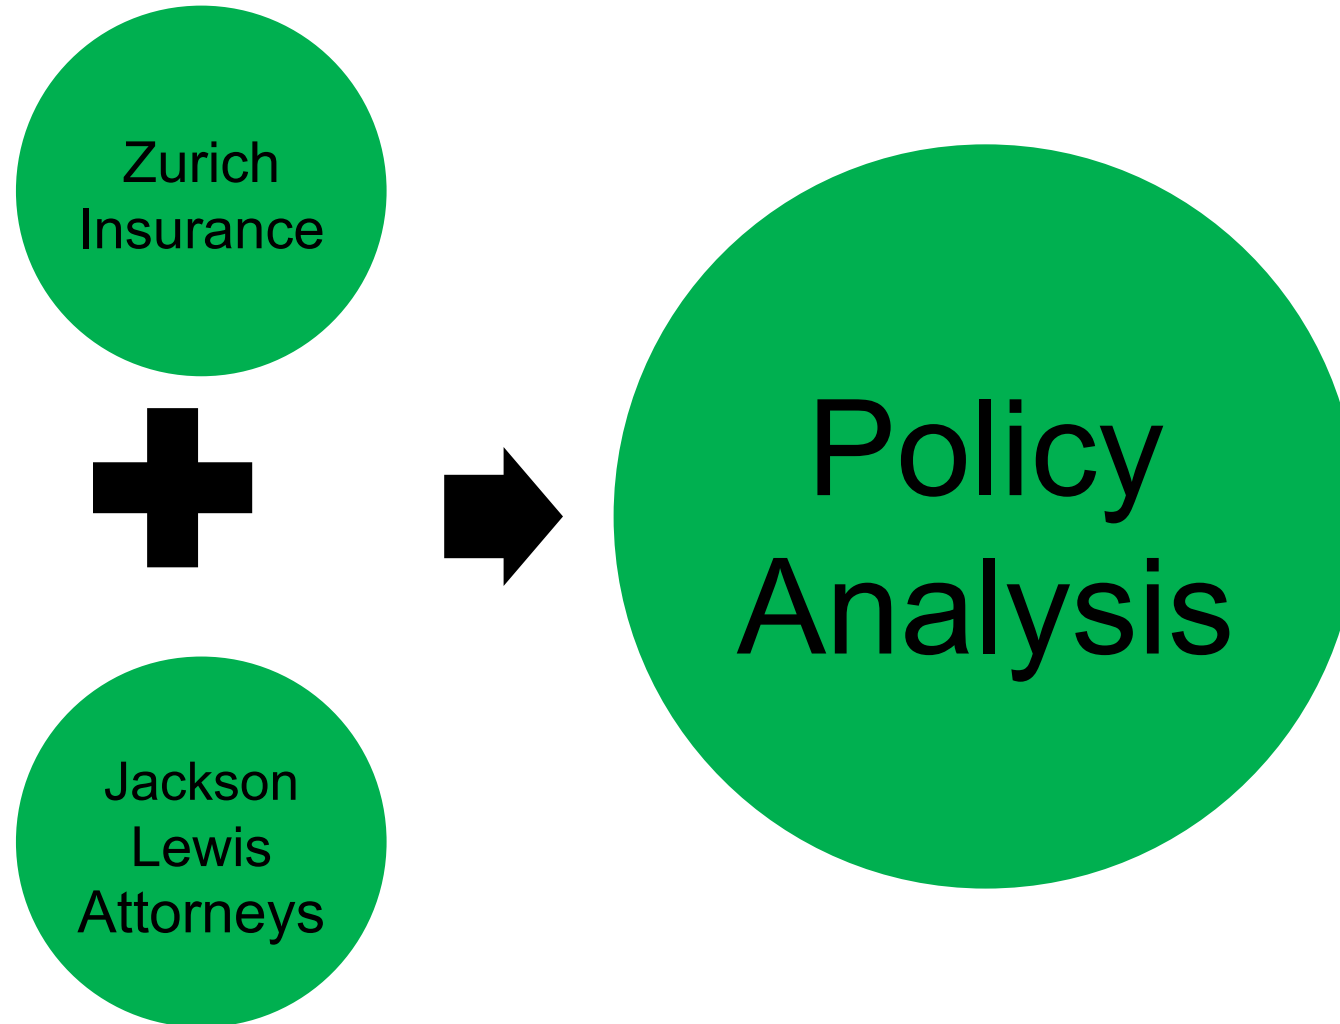 Zurich
Insurance
Jackson
Lewis
Attorneys
Policy
Analysis